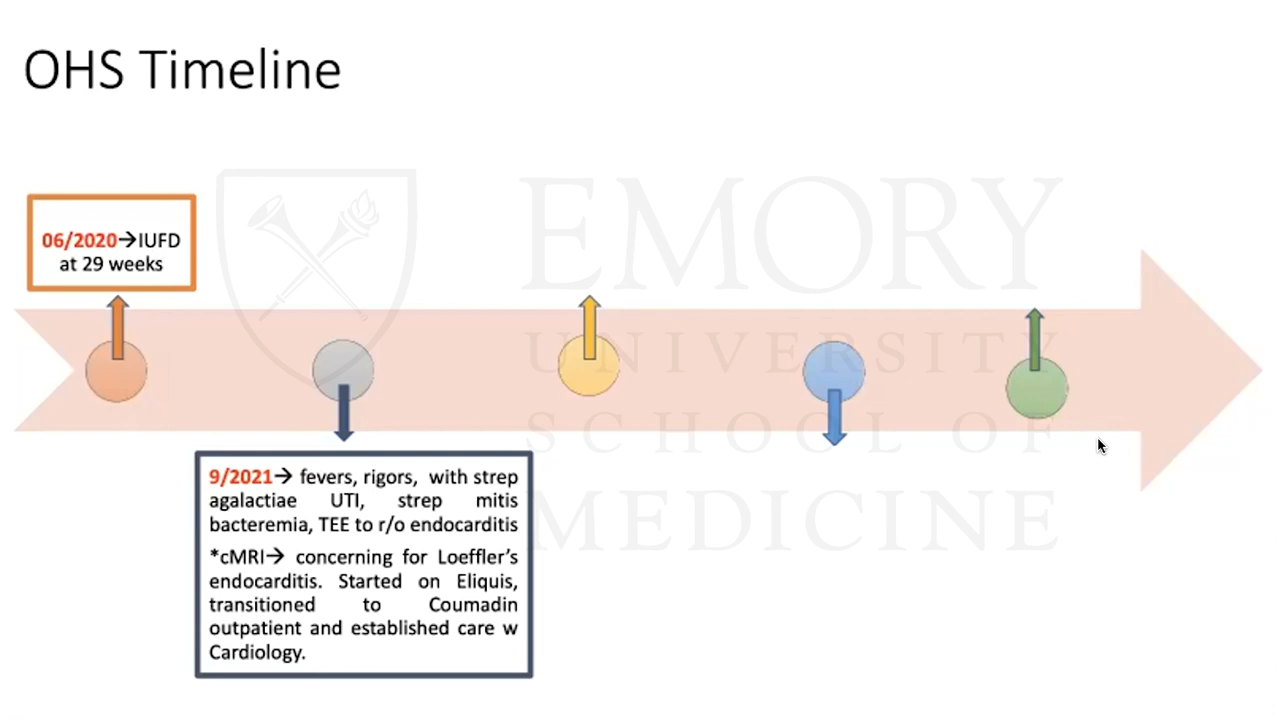 OHS Timeline
06/2020→IUFD
at 29 weeks
9/2021→ fevers, rigors, with strep
agalactiae UTI, strep mitis
bacteremia, TEE to r/o endocarditis
*cMRI→ concerning for Loeffler’s
endocarditis. Started on Eliquis,
transitioned to Coumadin
outpatient and established care w
Cardiology.
EMORY
UNIVERSITY
SCHOOL OF
MEDICINE